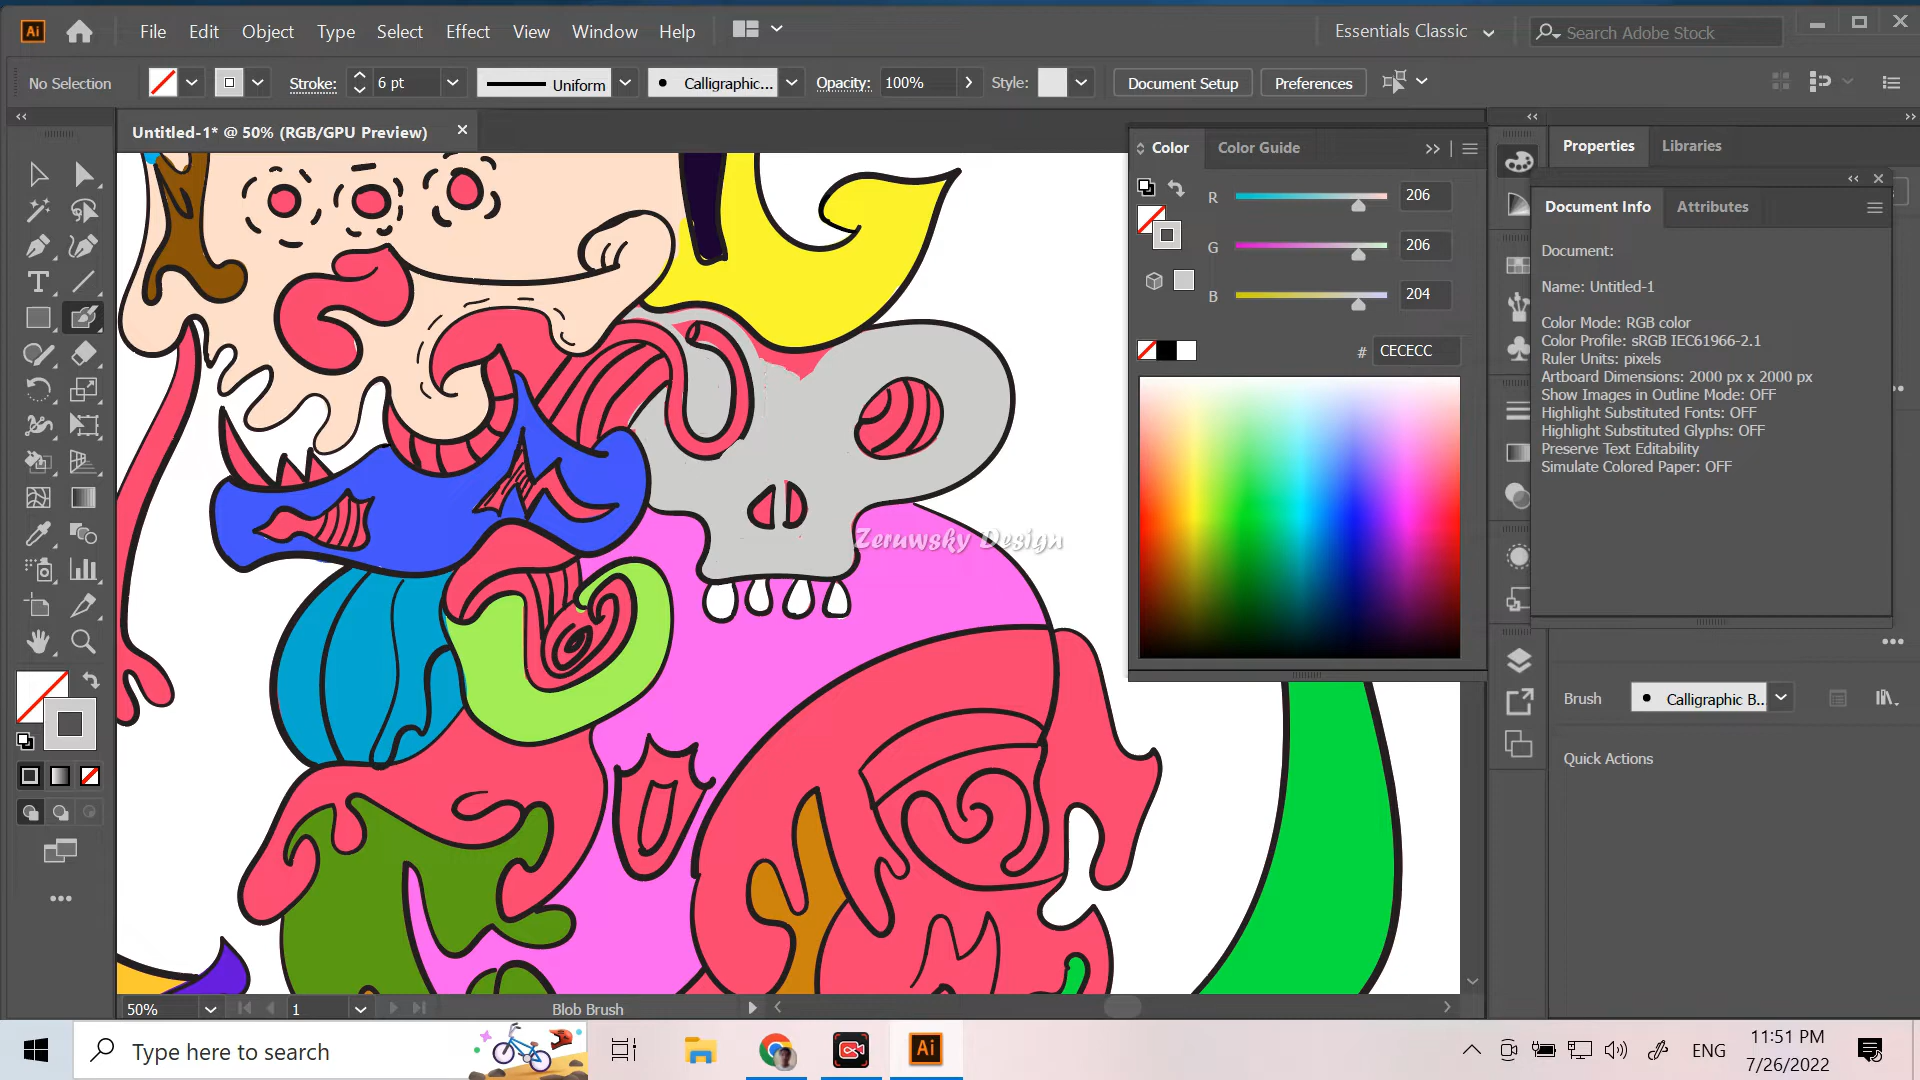 Ai File Edit Object Type Select Effect View Window Help Essentials Classic Search Adobe Stock
No Selection Stroke: 6 pt Uniform Calligraphic... Opacity: 100% Style: Document Setup Preferences
Untitled-1* @ 50% (RGB/GPU Preview)
Color Color Guide
R 206
G 206
B 204
# CECECC
Properties Libraries
Document Info Attributes
Document:
Name: Untitled-1
Color Mode: RGB color
Color Profile: sRGB IEC61966-2.1
Ruler Units: pixels
Artboard Dimensions: 2000 px x 2000 px
Show Images in Outline Mode: OFF
Highlight Substituted Fonts: OFF
Highlight Substituted Glyphs: OFF
Preserve Text Editability
Simulate Colored Paper: OFF
Zeruwsky Design
Brush Calligraphic B...
Quick Actions
50% 1 Blob Brush
Type here to search Ai ENG 11:51 PM
7/26/2022